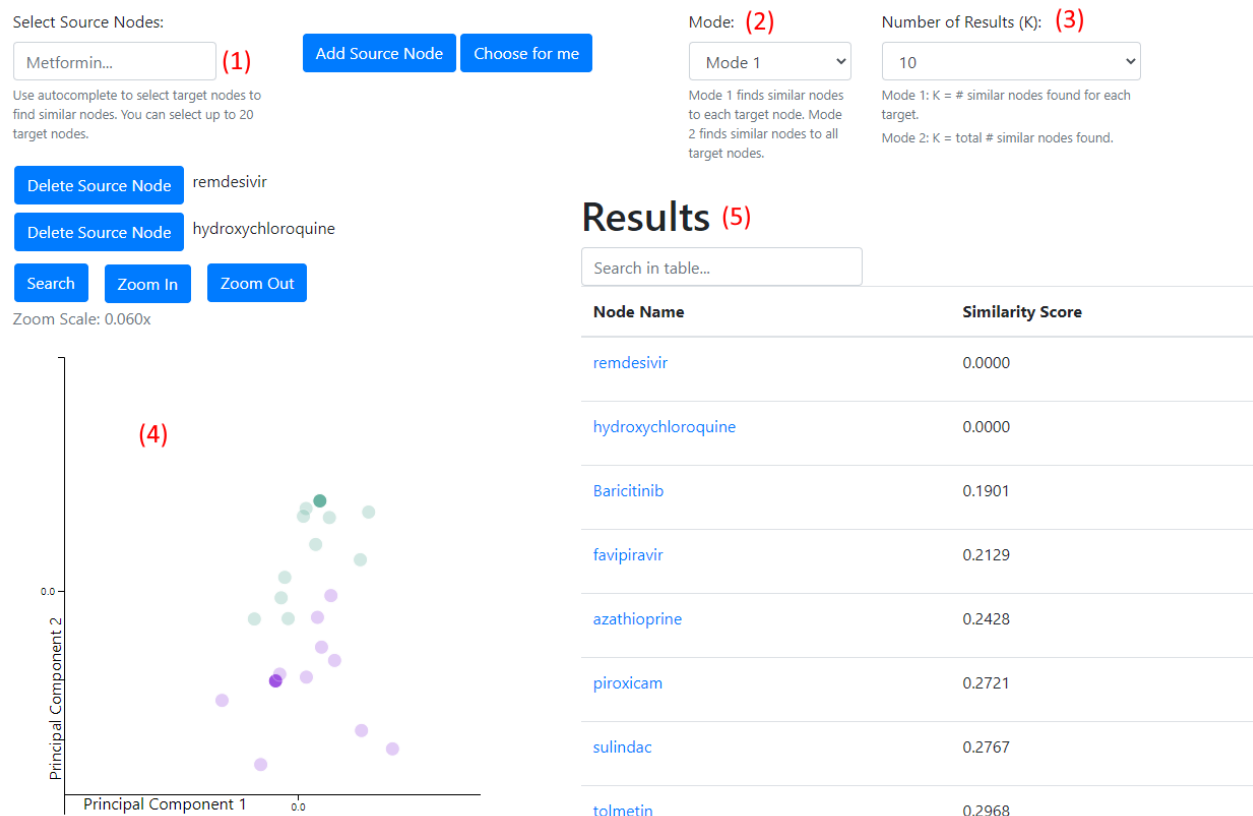 Select Source Nodes:
Metformin...
(1)
Use autocomplete to select target nodes to
find similar nodes. You can select up to 20
target nodes.
Add Source Node
Choose for me
Mode: (2)
Mode 1
Mode 1 finds similar nodes
to each target node. Mode
2 finds similar nodes to all
target nodes.
Number of Results (K): (3)
10
Mode 1: K = # similar nodes found for each
target.
Mode 2: K = total # similar nodes found.
Delete Source Node remdesivir
Delete Source Node hydroxychloroquine
Search
Zoom In
Zoom Out
Zoom Scale: 0.060x
(4)
0.0
Principal Component 2
Principal Component 1
0.0
Results (5)
Search in table...
Node Name Similarity Score
remdesivir 0.0000
hydroxychloroquine 0.0000
Baricitinib 0.1901
favipiravir 0.2129
azathioprine 0.2428
piroxicam 0.2721
sulindac 0.2767
tolmetin 0.2968